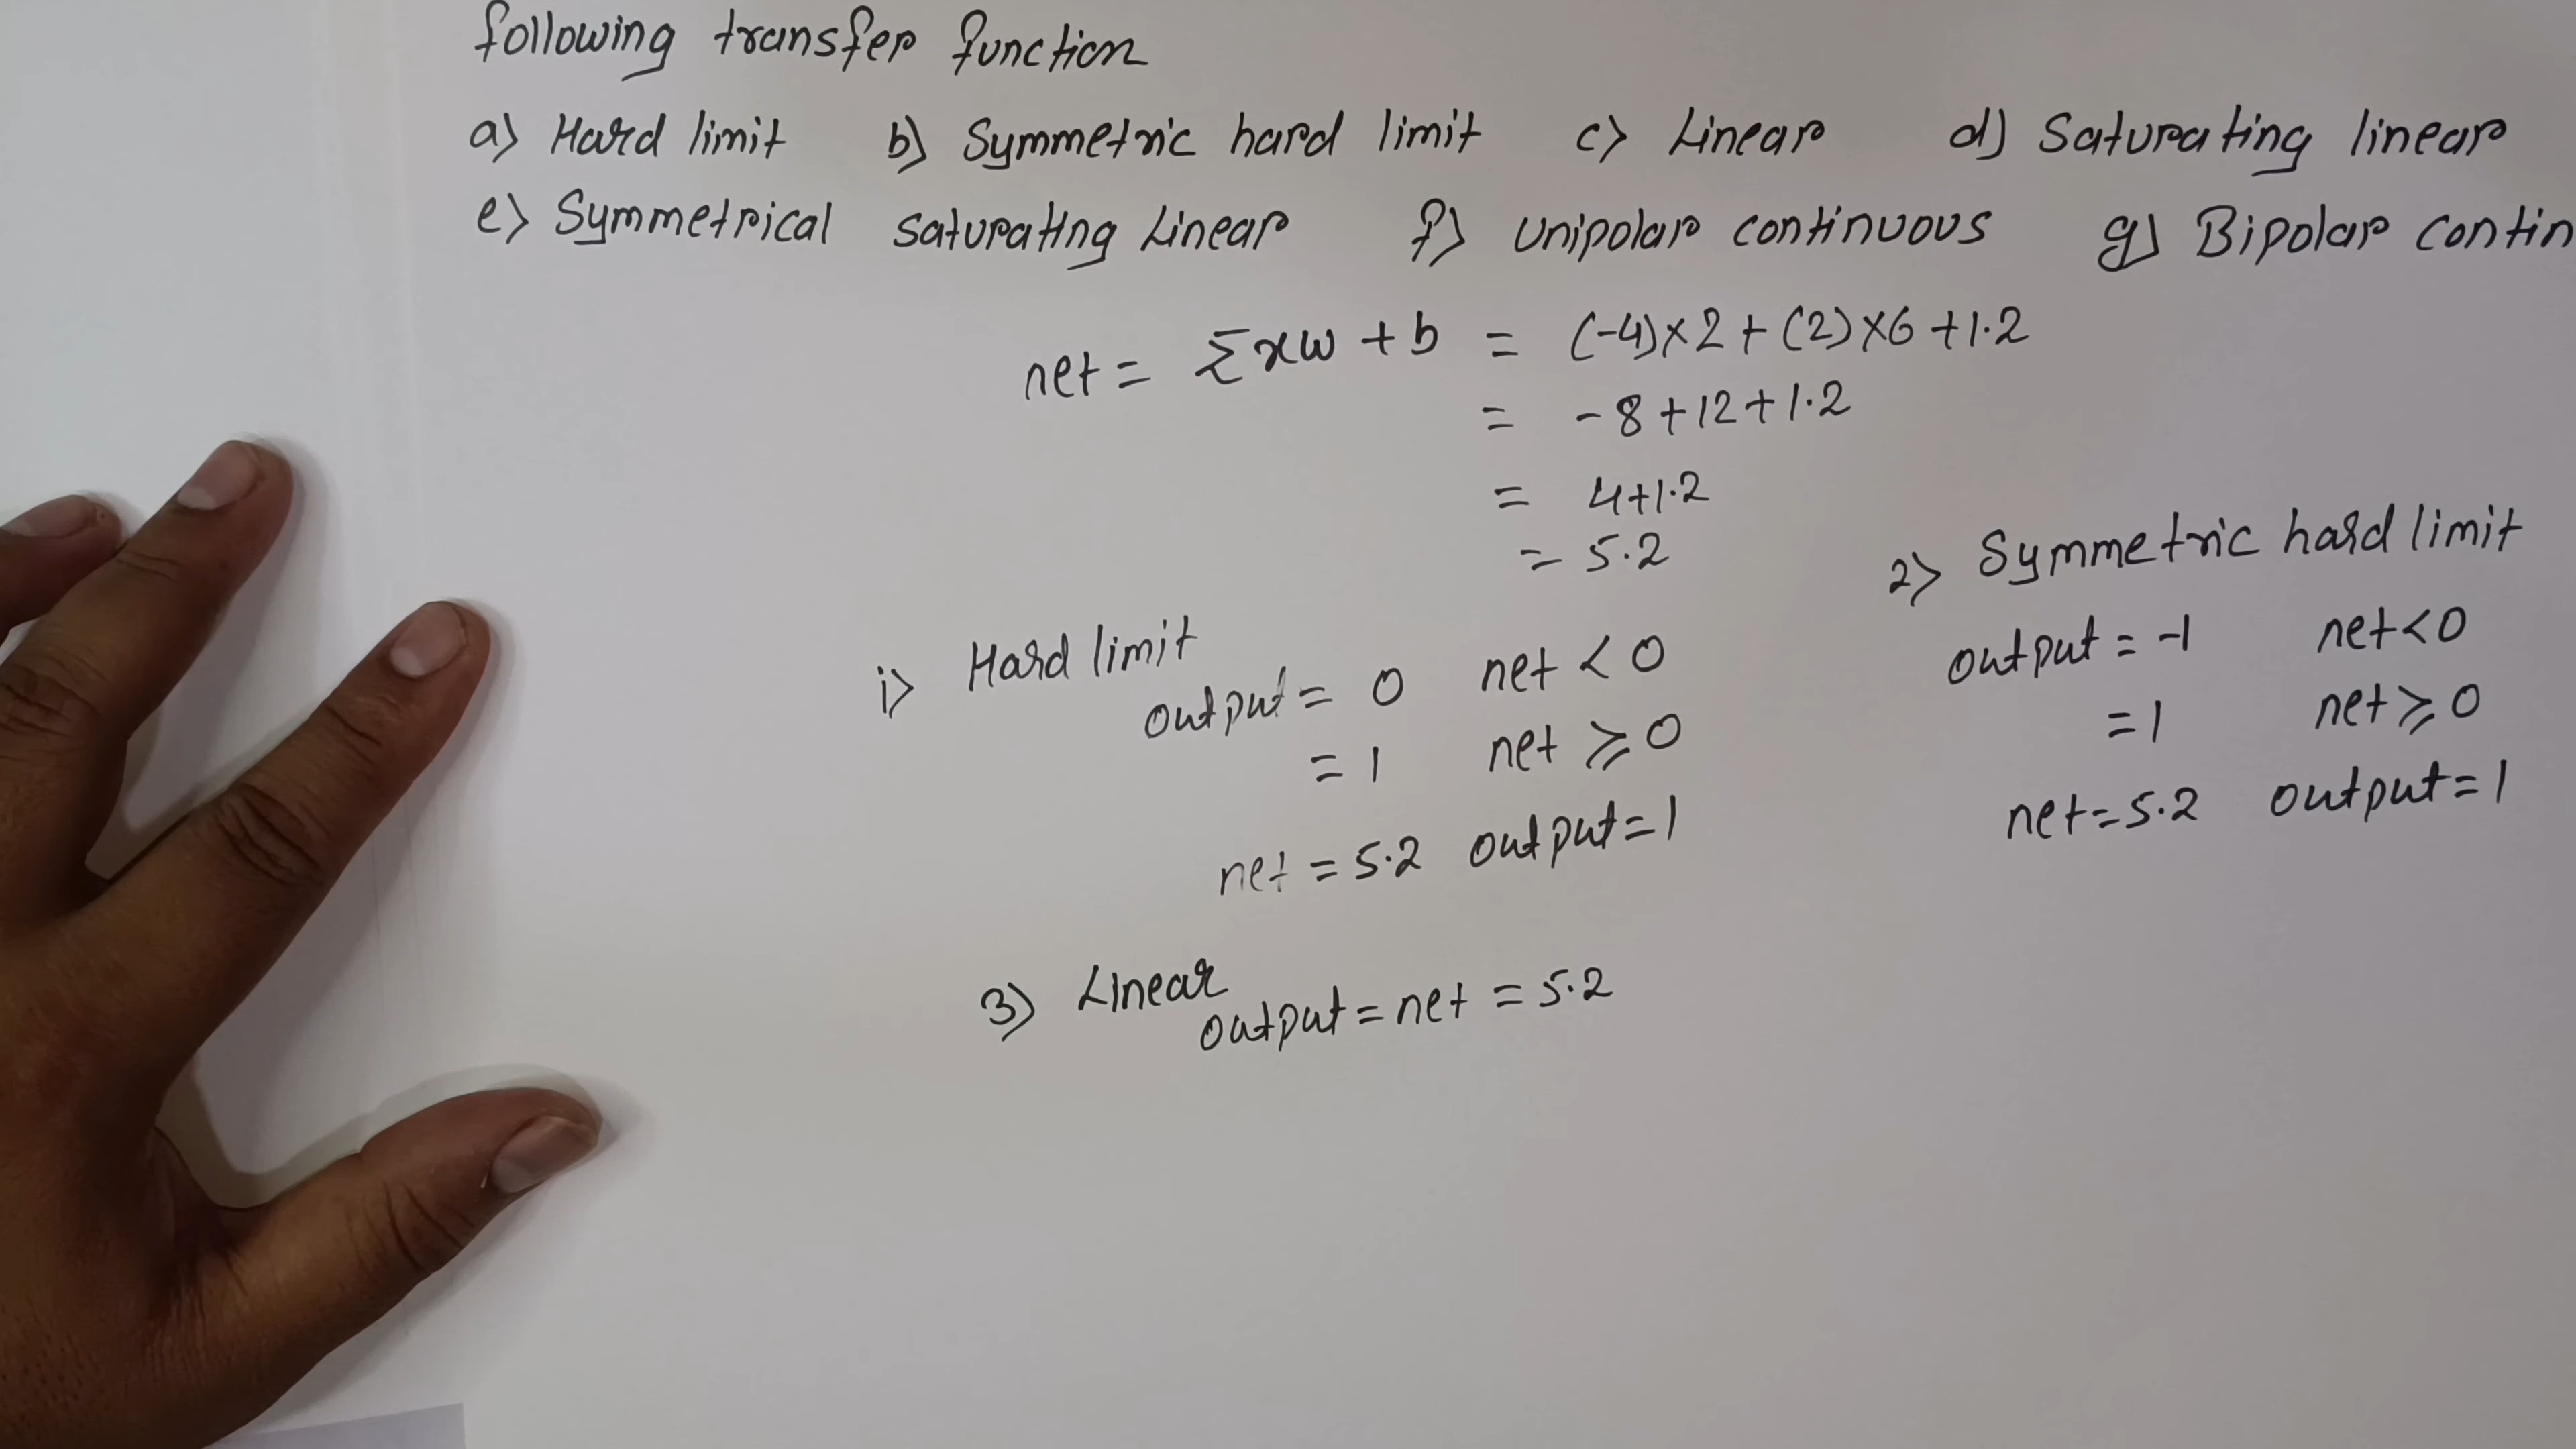 following transfer function
a) Hard limit b) Symmetric hard limit c) Linear d) Saturating linear
e) Symmetrical saturating Linear f) unipolar continuous g) Bipolar contin
net = Σxw + b = (-4)×2 + (2)×6 + 1.2
= -8 + 12 + 1.2
= 4+1.2
= 5.2
i) Hard limit
output = 0 net < 0
= 1 net ≥ 0
net = 5.2 output = 1
2) Symmetric hard limit
output = -1 net < 0
= 1 net ≥ 0
net = 5.2 output = 1
3) Linear
output = net = 5.2